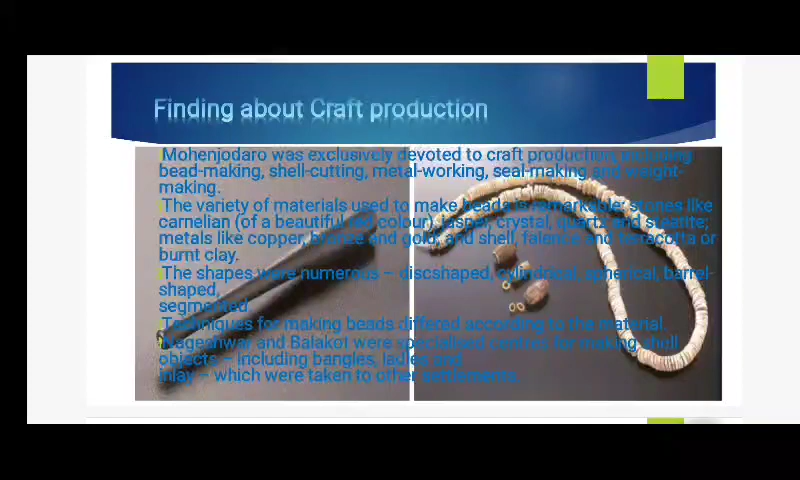 Finding about Craft production
Mohenjodaro was exclusively devoted to craft production, including
bead-making, shell-cutting, metal-working, seal-making and weight-
making.
The variety of materials used to make beads is remarkable: stones like
carnelian (of a beautiful red colour), jasper, crystal, quartz and steatite;
metals like copper, bronze and gold; and shell, faience and terracotta or
burnt clay.
The shapes were numerous – discshaped, cylindrical, spherical, barrel-
shaped,
segmented.
Techniques for making beads differed according to the material.
Nageshwar and Balakot were specialised centres for making shell
objects – including bangles, ladles and
inlay – which were taken to other settlements.